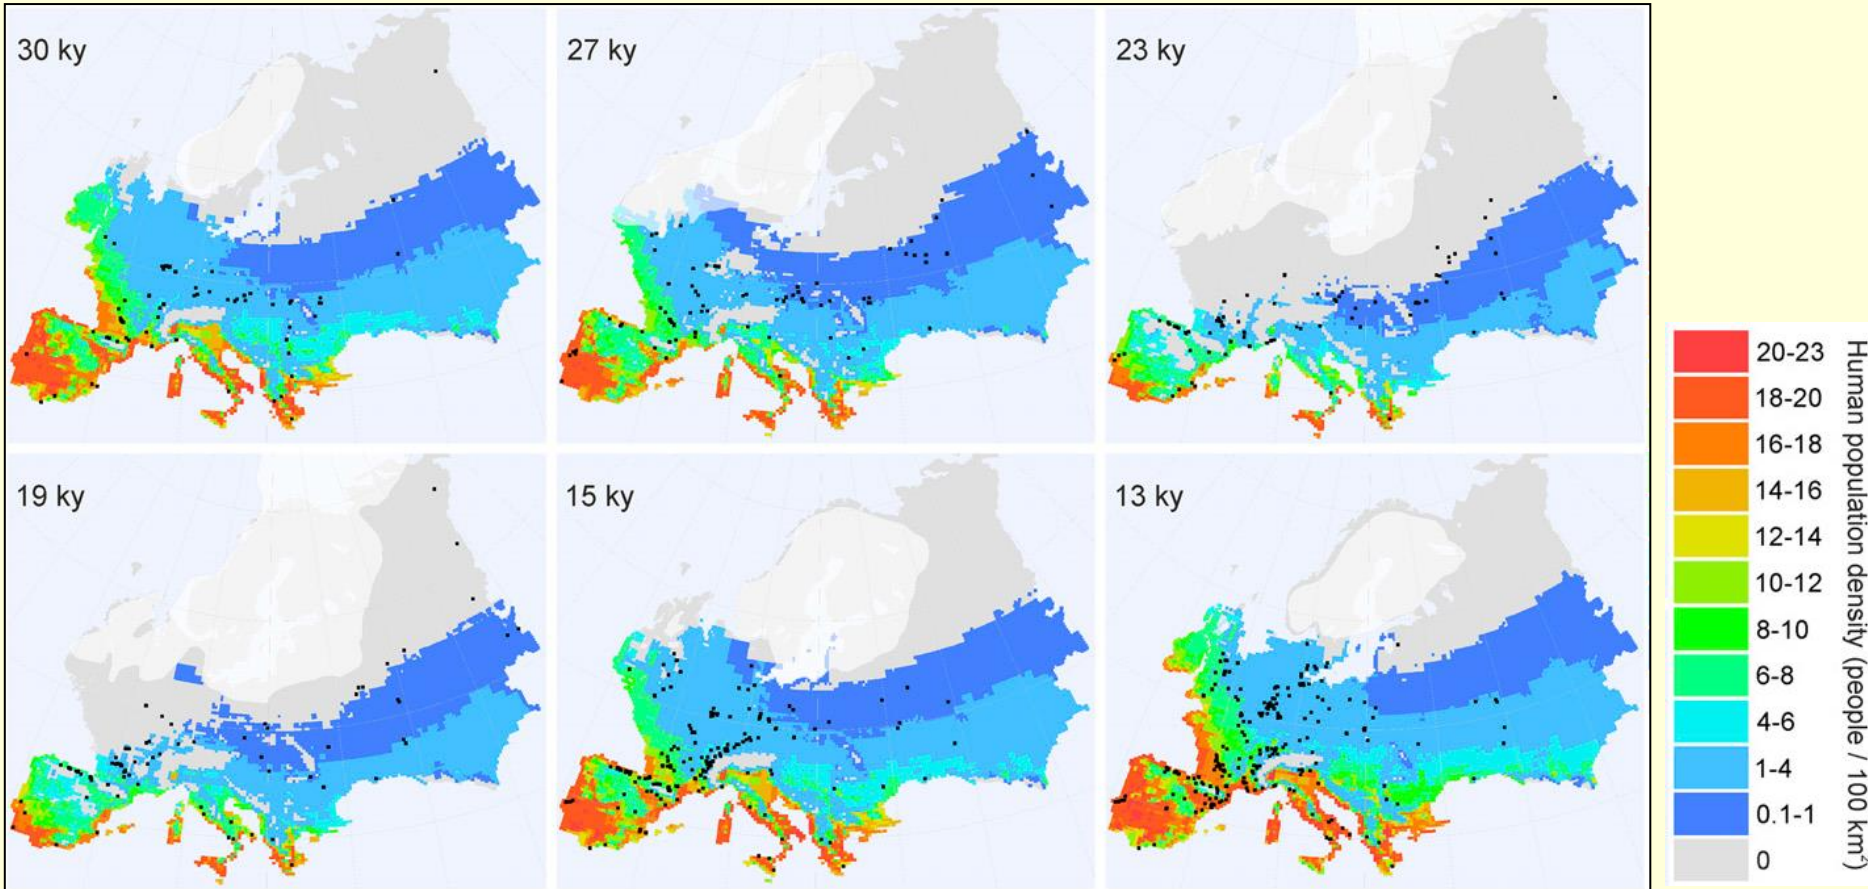 30 ky
27 ky
23 ky
19 ky
15 ky
13 ky
20-23
18-20
16-18
14-16
12-14
10-12
8-10
6-8
4-6
1-4
0.1-1
0
Human population density (people / 100 km²)